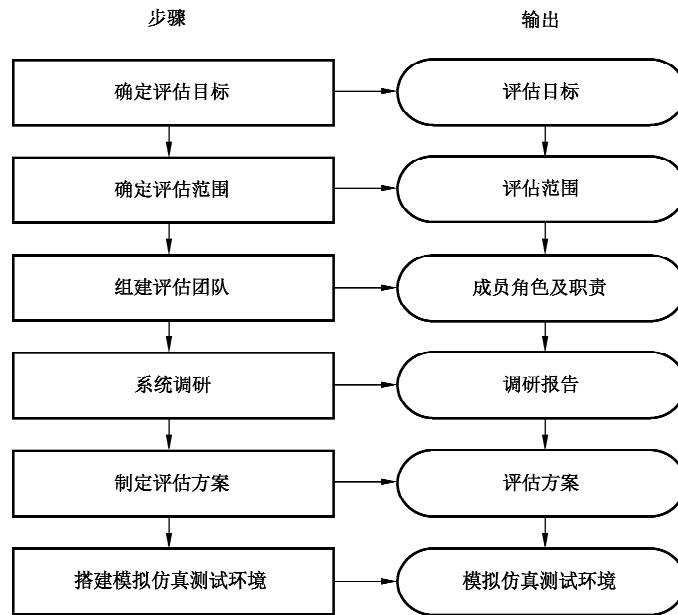 步骤
输出
确定评估目标
评估目标
确定评估范围
评估范围
组建评估团队
成员角色及职责
系统调研
调研报告
制定评估方案
评估方案
搭建模拟仿真测试环境
模拟仿真测试环境